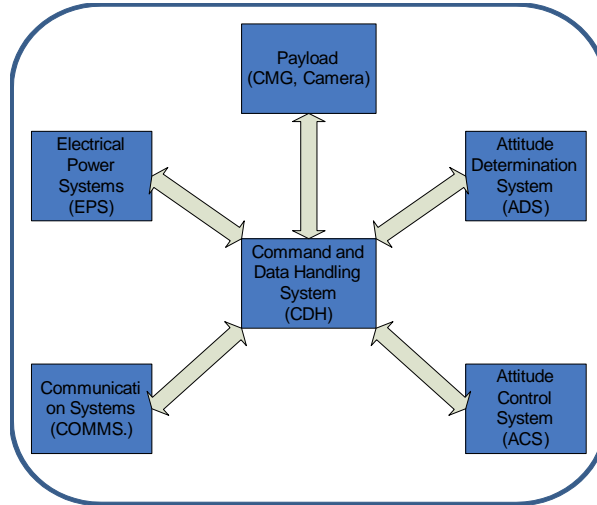 Payload
(CMG, Camera)
Electrical
Power
Systems
(EPS)
Attitude
Determination
System
(ADS)
Command and
Data Handling
System
(CDH)
Communicati
on Systems
(COMMS.)
Attitude
Control
System
(ACS)